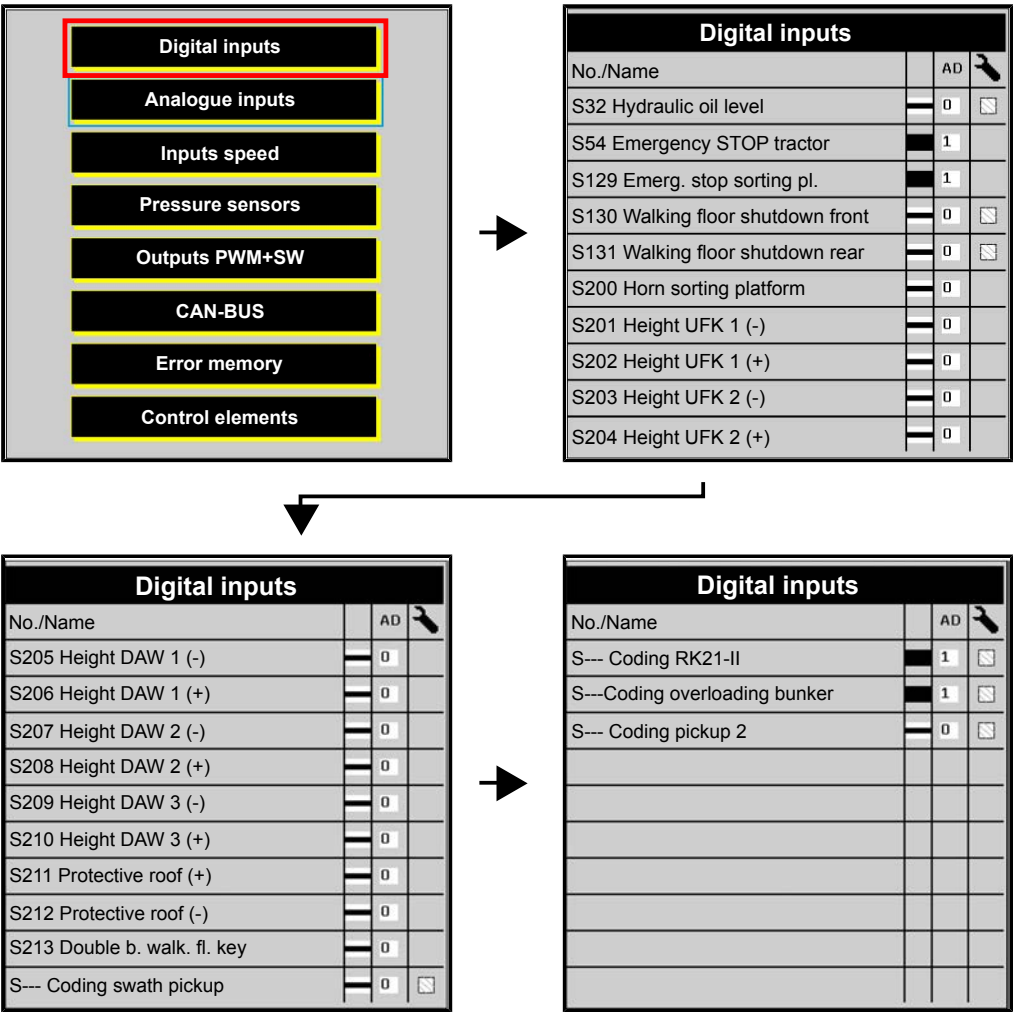 Digital inputs
Analogue inputs
Inputs speed
Pressure sensors
Outputs PWM+SW
CAN-BUS
Error memory
Control elements
Digital inputs
No./Name AD
S32 Hydraulic oil level 0
S54 Emergency STOP tractor 1
S129 Emerg. stop sorting pl. 1
S130 Walking floor shutdown front 0
S131 Walking floor shutdown rear 0
S200 Horn sorting platform 0
S201 Height UFK 1 (-) 0
S202 Height UFK 1 (+) 0
S203 Height UFK 2 (-) 0
S204 Height UFK 2 (+) 0
Digital inputs
No./Name AD
S205 Height DAW 1 (-) 0
S206 Height DAW 1 (+) 0
S207 Height DAW 2 (-) 0
S208 Height DAW 2 (+) 0
S209 Height DAW 3 (-) 0
S210 Height DAW 3 (+) 0
S211 Protective roof (+) 0
S212 Protective roof (-) 0
S213 Double b. walk. fl. key 0
S--- Coding swath pickup 0
Digital inputs
No./Name AD
S--- Coding RK21-II 1
S---Coding overloading bunker 1
S--- Coding pickup 2 0